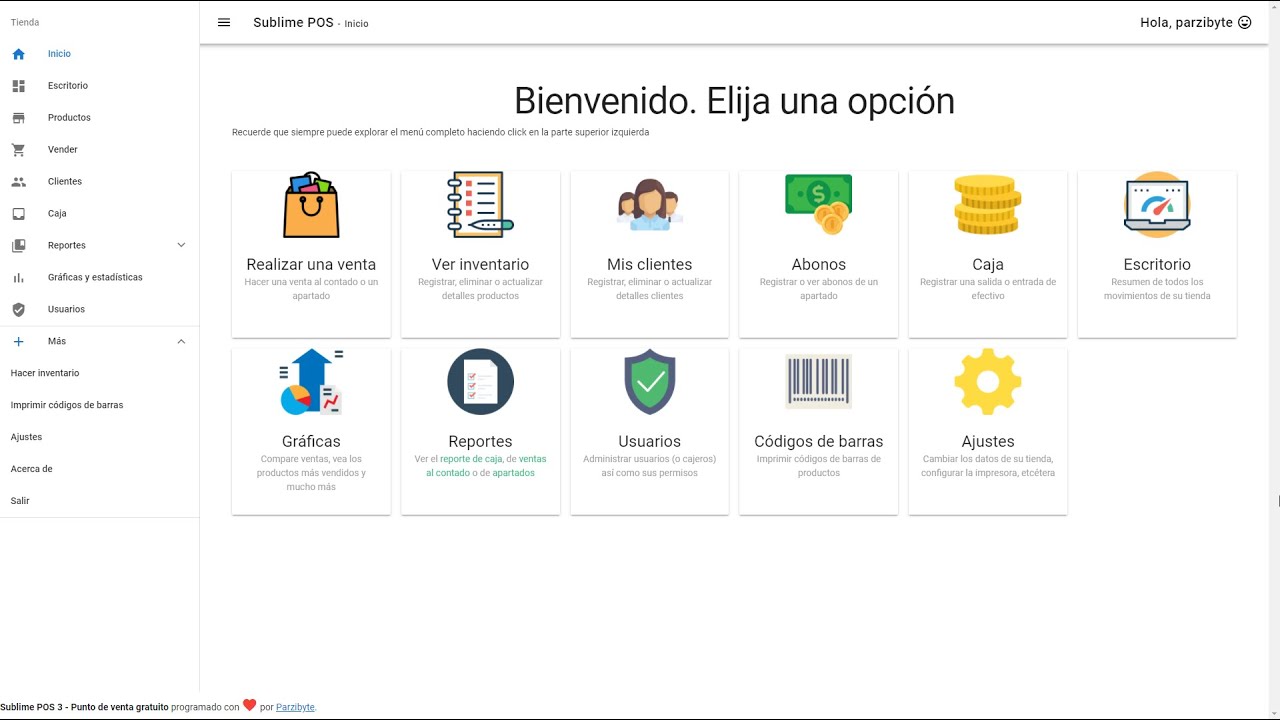 Tienda
Inicio
Escritorio
Productos
Vender
Clientes
Caja
Reportes
Gráficas y estadísticas
Usuarios
Más
Hacer inventario
Imprimir códigos de barras
Ajustes
Acerca de
Salir
Sublime POS - Inicio
Hola, parzibyte
Bienvenido. Elija una opción
Recuerde que siempre puede explorar el menú completo haciendo click en la parte superior izquierda
Realizar una venta
Hacer una venta al contado o un
apartado
Ver inventario
Registrar, eliminar o actualizar
detalles productos
Mis clientes
Registrar, eliminar o actualizar
detalles clientes
Abonos
Registrar o ver abonos de un
apartado
Caja
Registrar una salida o entrada de
efectivo
Escritorio
Resumen de todos los
movimientos de su tienda
Gráficas
Compare ventas, vea los
productos más vendidos y
mucho más
Reportes
Ver el reporte de caja, de ventas
al contado o de apartados
Usuarios
Administrar usuarios (o cajeros)
así como sus permisos
Códigos de barras
Imprimir códigos de barras de
productos
Ajustes
Cambiar los datos de su tienda,
configurar la impresora, etcétera
Sublime POS 3 - Punto de venta gratuito programado con ❤️ por Parzibyte.